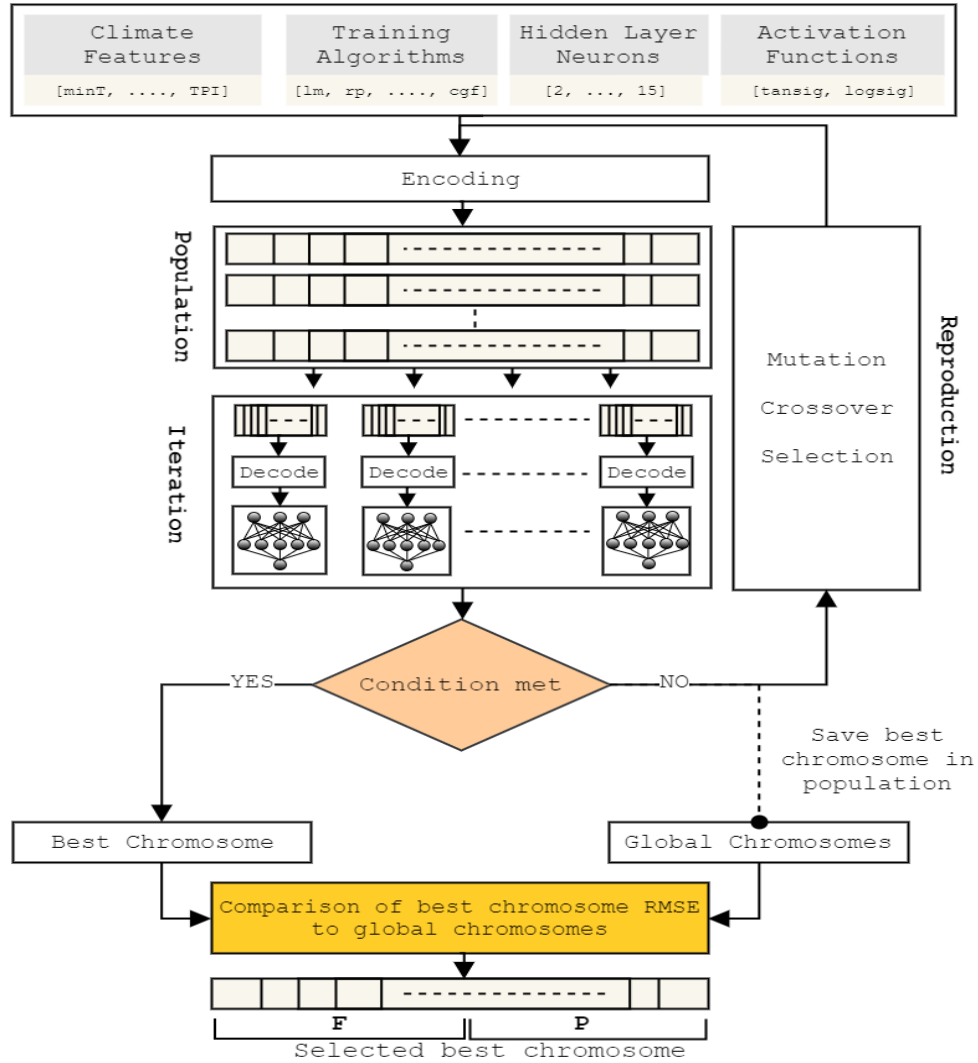 Climate
Features
[minT, ...., TPI]
Training
Algorithms
[lm, rp, ...., cgf]
Hidden Layer
Neurons
[2, ..., 15]
Activation
Functions
[tansig, logsig]
Encoding
Population
Iteration
Decode
Decode
Decode
Mutation
Crossover
Selection
Reproduction
Condition met
YES
NO
Save best
chromosome in
population
Best Chromosome
Global Chromosomes
Comparison of best chromosome RMSE
to global chromosomes
F
P
Selected best chromosome